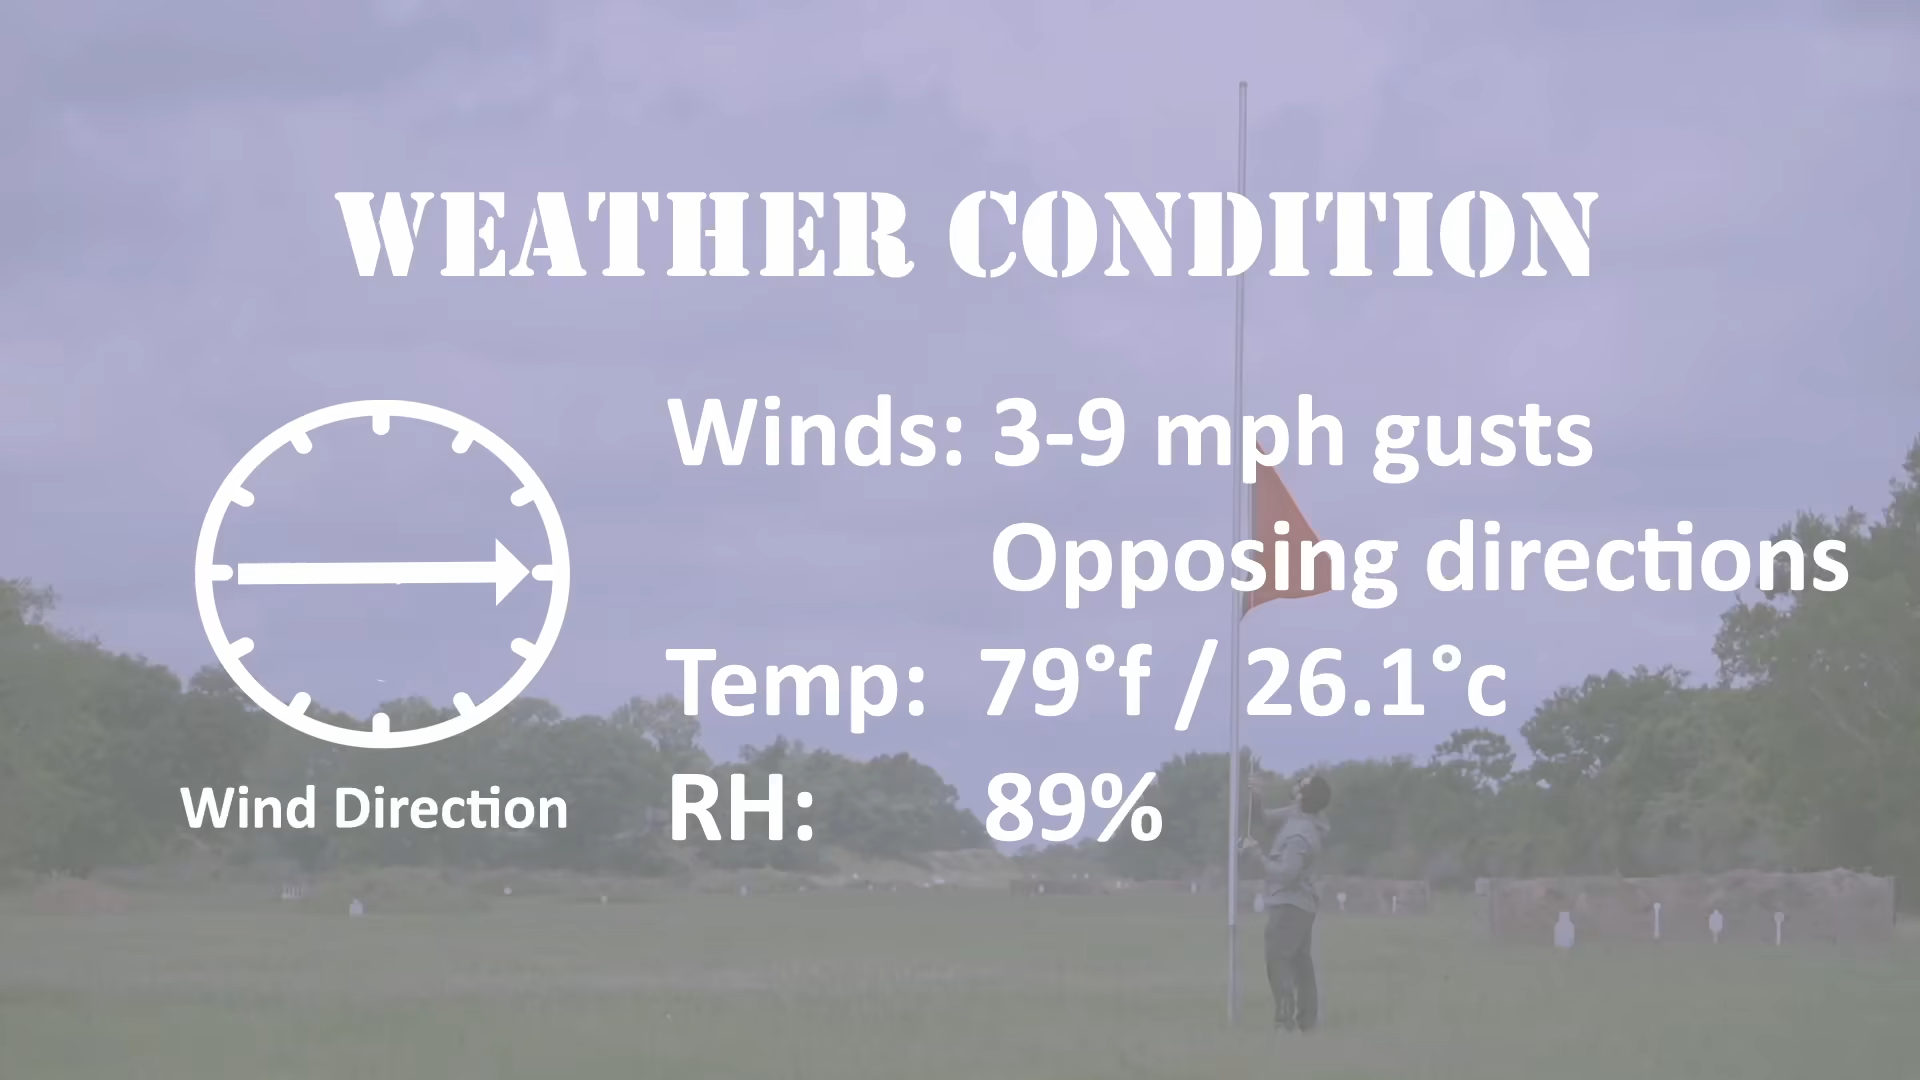 WEATHER CONDITION
Winds: 3-9 mph gusts
Opposing directions
Temp: 79°f / 26.1°c
RH: 89%
Wind Direction